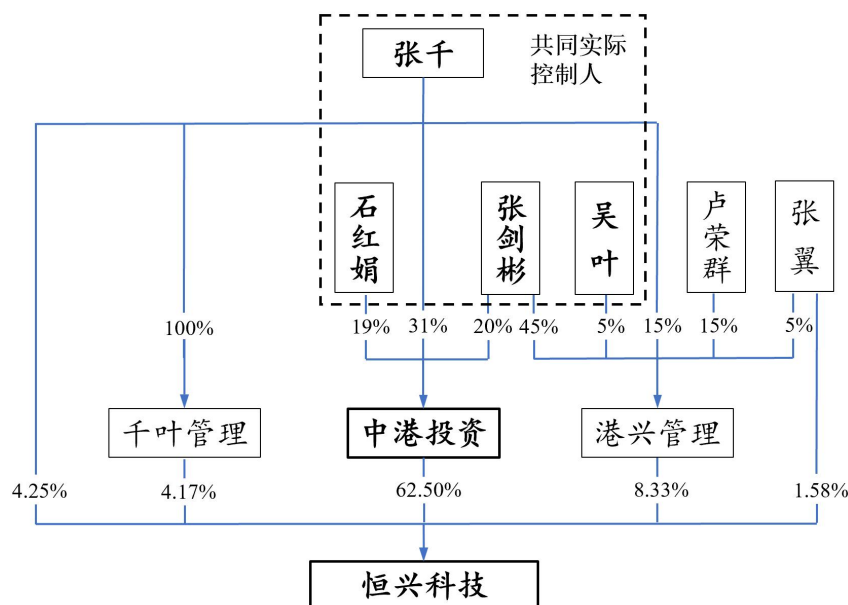 张千
共同实际
控制人
石红娟
张剑彬
吴叶
卢荣群
张翼
100%
19%
31%
20%
45%
5%
15%
15%
5%
千叶管理
中港投资
港兴管理
4.25%
4.17%
62.50%
8.33%
1.58%
恒兴科技